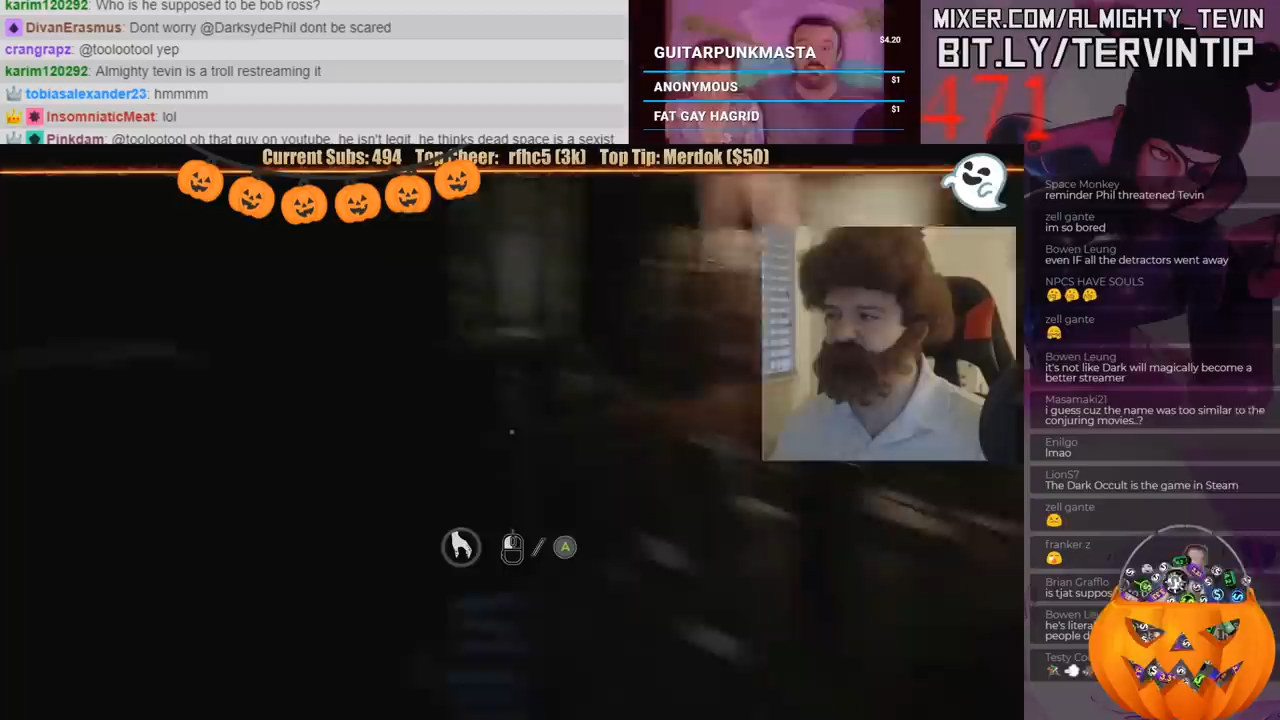 karim120292: Who is he supposed to be bob ross?
DivanErasmus: Dont worry @DarksydePhil dont be scared
crangrapz: @toolootool yep
karim120292: Almighty tevin is a troll restreaming it
tobiasalexander23: hmmmm
InsomniaticMeat: lol
Pinkdam: @toolootool oh that guy on youtube, he isn't legit, he thinks dead space is a sexist
$4.20
GUITARPUNKMASTA
$1
ANONYMOUS
$1
FAT GAY HAGRID
MIXER.COM/ALMIGHTY_TEVIN
BIT.LY/TERVINTIP
471
Current Subs: 494 Top Cheer: rfhc5 (3k) Top Tip: Merdok ($50)
A
Space Monkey
reminder Phil threatened Tevin
zell gante
im so bored
Bowen Leung
even IF all the detractors went away
NPCS HAVE SOULS
zell gante
Bowen Leung
it's not like Dark will magically become a
better streamer
Masamaki21
i guess cuz the name was too similar to the
conjuring movies..?
Enilgo
lmao
LionS7
The Dark Occult is the game in Steam
zell gante
franker z
Brian Grafflo
is tjat
Bowen
he's
people
Testy